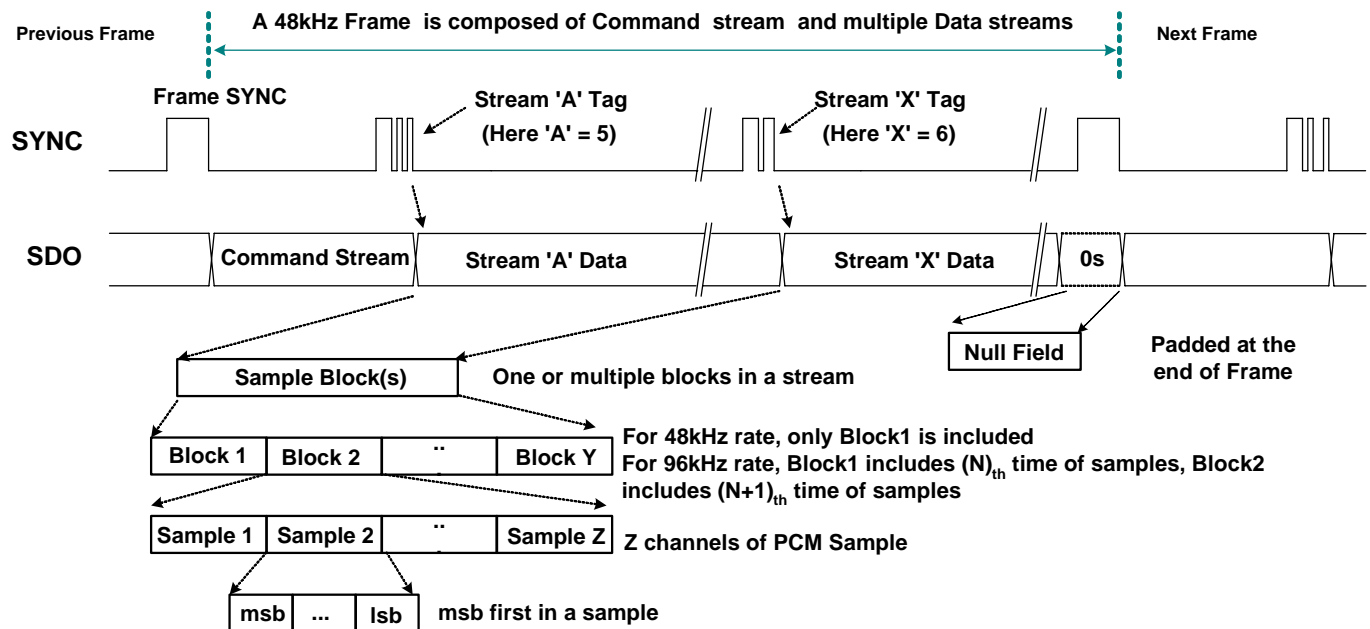 A 48kHz Frame is composed of Command stream and multiple Data streams
Previous Frame
Next Frame
Frame SYNC
Stream 'A' Tag
(Here 'A' = 5)
Stream 'X' Tag
(Here 'X' = 6)
SYNC
SDO
Command Stream
Stream 'A' Data
Stream 'X' Data
0s
Null Field
Padded at the
end of Frame
Sample Block(s)
One or multiple blocks in a stream
Block 1
Block 2
..
.
Block Y
For 48kHz rate, only Block1 is included
For 96kHz rate, Block1 includes (N)th time of samples, Block2
includes (N+1)th time of samples
Sample 1
Sample 2
..
.
Sample Z
Z channels of PCM Sample
msb
...
lsb
msb first in a sample